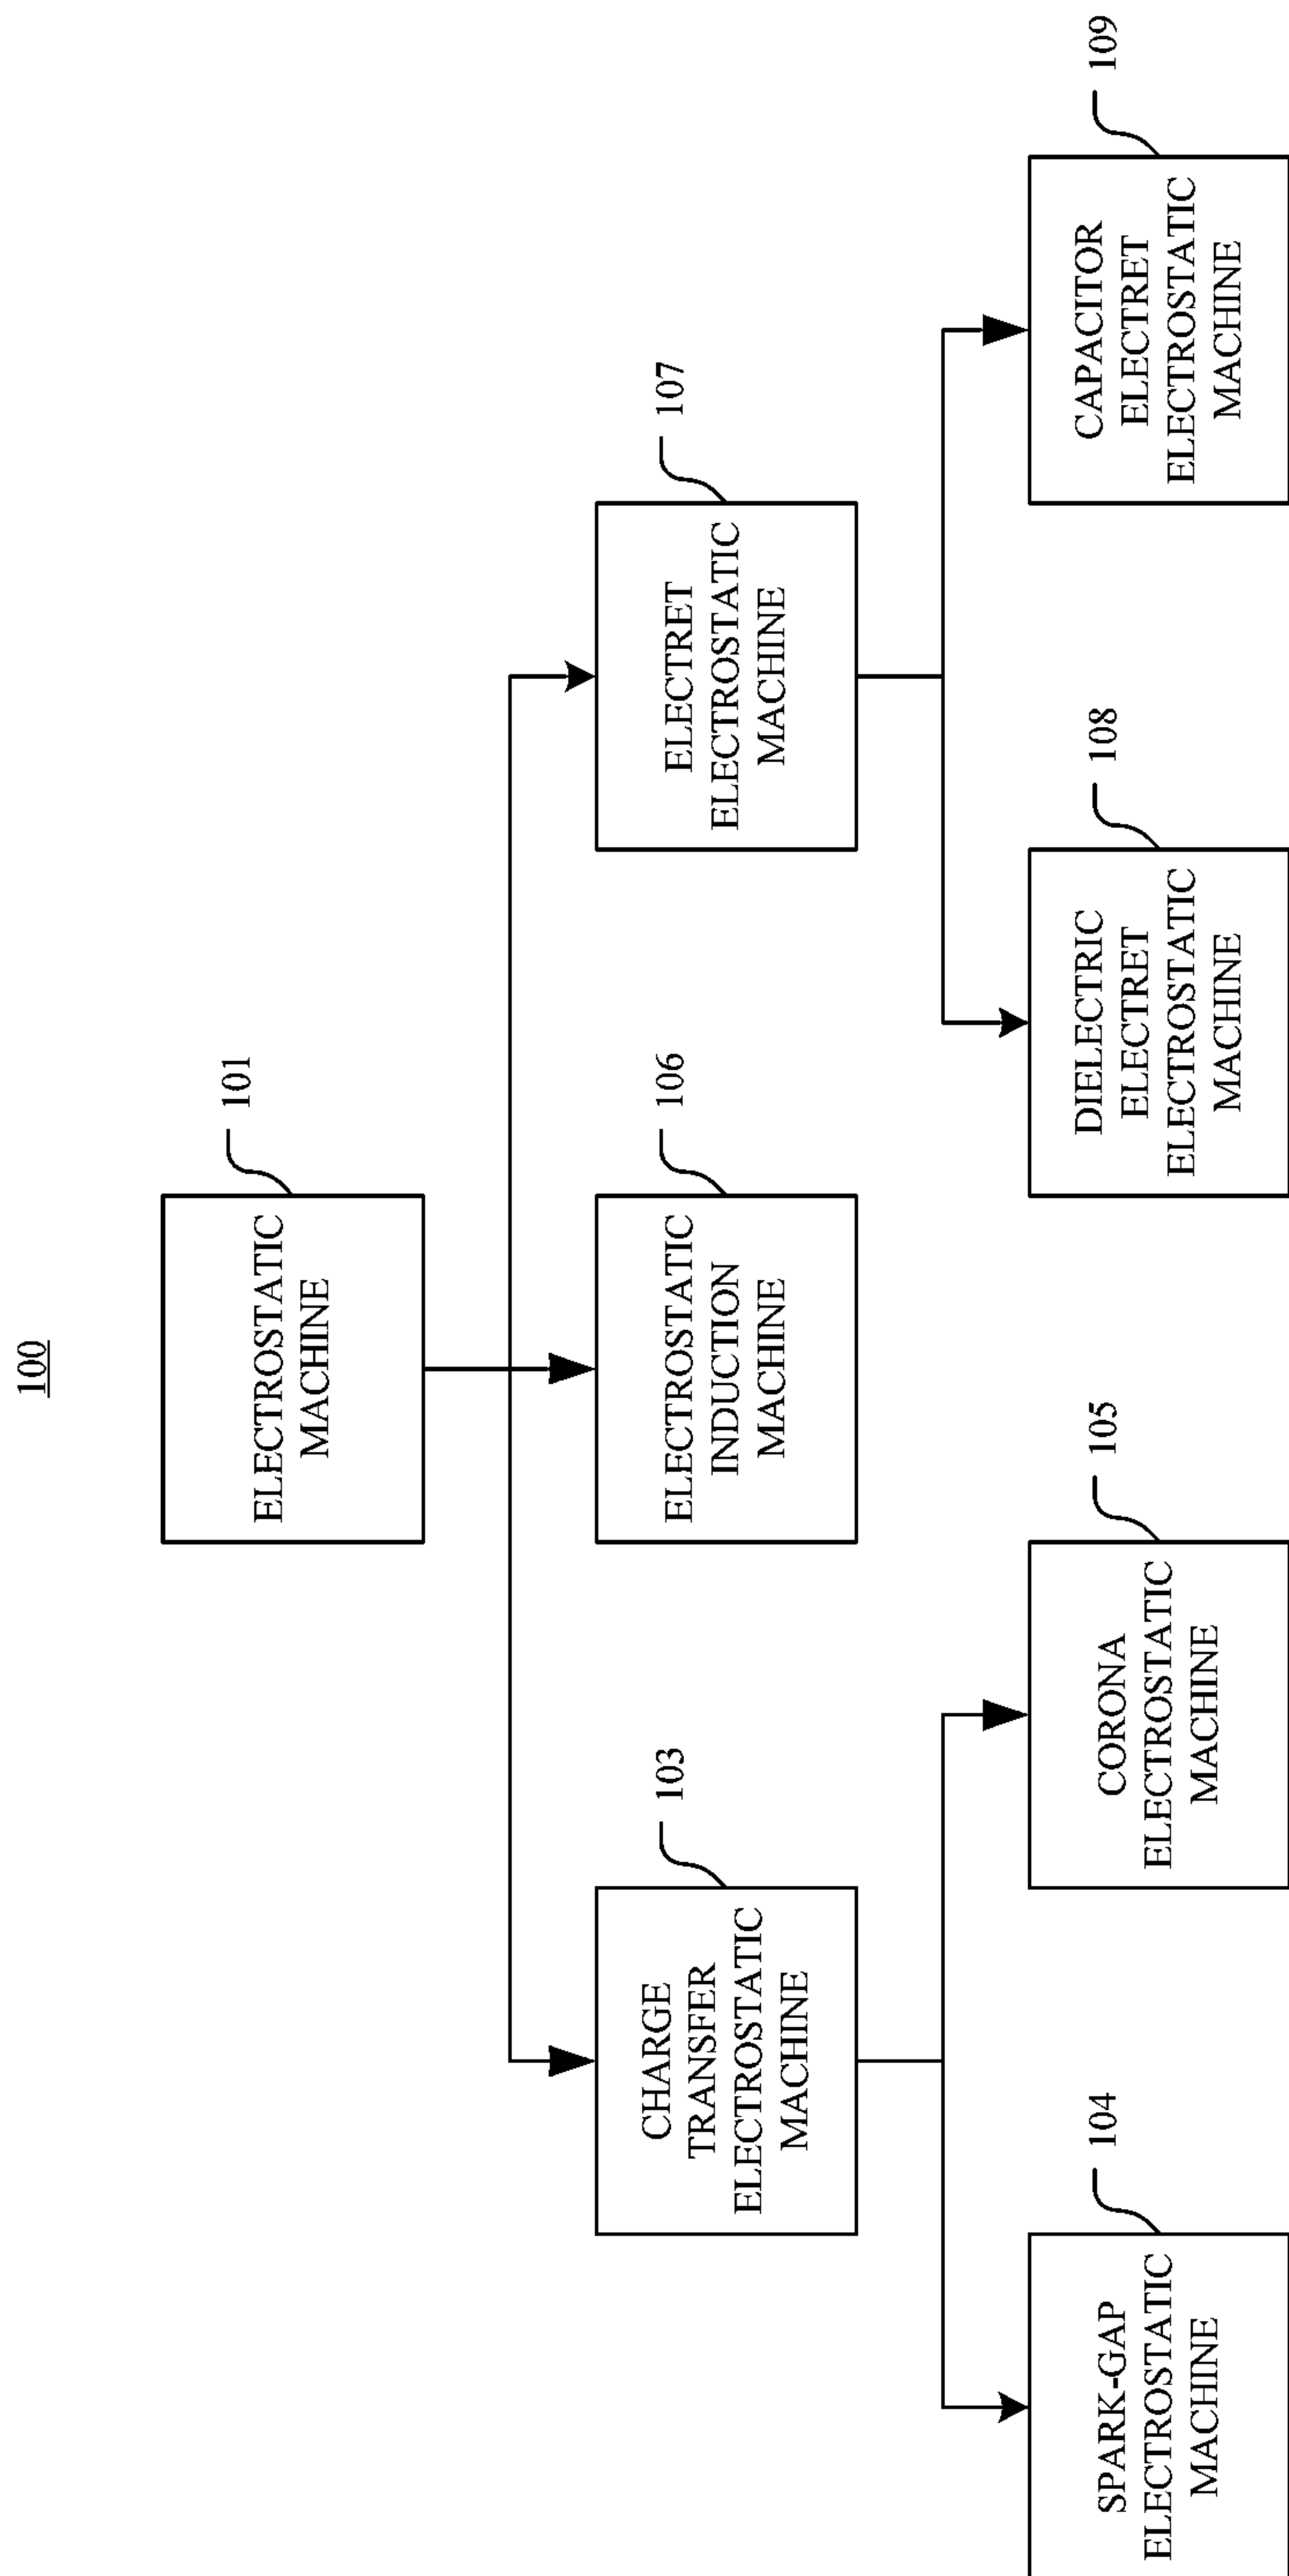 100
101
ELECTROSTATIC
MACHINE
103
CHARGE
TRANSFER
ELECTROSTATIC
MACHINE
106
ELECTROSTATIC
INDUCTION
MACHINE
107
ELECTRET
ELECTROSTATIC
MACHINE
104
SPARK-GAP
ELECTROSTATIC
MACHINE
105
CORONA
ELECTROSTATIC
MACHINE
108
DIELECTRIC
ELECTRET
ELECTROSTATIC
MACHINE
109
CAPACITOR
ELECTRET
ELECTROSTATIC
MACHINE